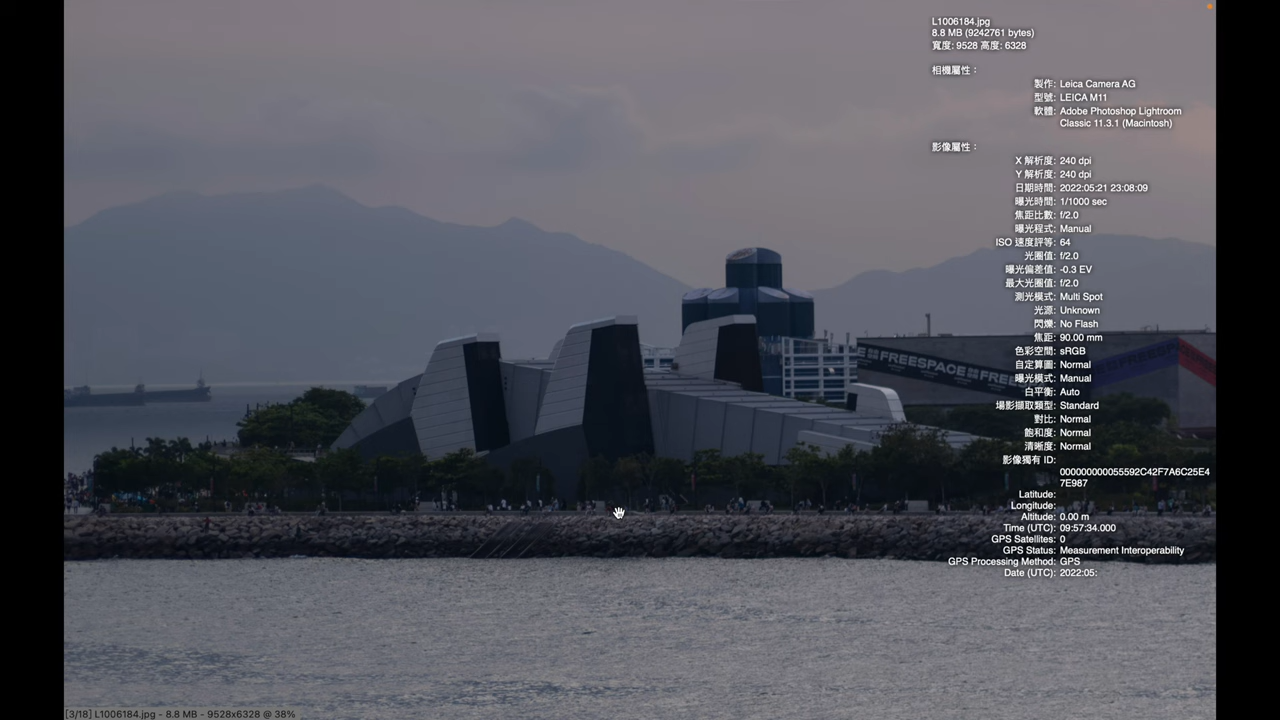 L1006184.jpg
8.8 MB (9242761 bytes)
寬度: 9528 高度: 6328
相機屬性：
製作: Leica Camera AG
型號: LEICA M11
軟體: Adobe Photoshop Lightroom
Classic 11.3.1 (Macintosh)
影像屬性：
X 解析度: 240 dpi
Y 解析度: 240 dpi
日期時間: 2022:05:21 23:08:09
曝光時間: 1/1000 sec
焦距比數: f/2.0
曝光程式: Manual
ISO 速度評等: 64
光圈值: f/2.0
曝光偏差值: -0.3 EV
最大光圈值: f/2.0
測光模式: Multi Spot
光源: Unknown
閃爍: No Flash
焦距: 90.00 mm
色彩空間: sRGB
自定算圖: Normal
曝光模式: Manual
白平衡: Auto
場影擷取類型: Standard
對比: Normal
飽和度: Normal
清晰度: Normal
影像獨有 ID:
000000000055592C42F7A6C25E4
7E987
Latitude:
Longitude:
Altitude: 0.00 m
Time (UTC): 09:57:34.000
GPS Satellites: 0
GPS Status: Measurement Interoperability
GPS Processing Method: GPS
Date (UTC): 2022:05:
FREESPACE FREE
[3/18] L1006184.jpg - 8.8 MB - 9528x6328 @ 38%